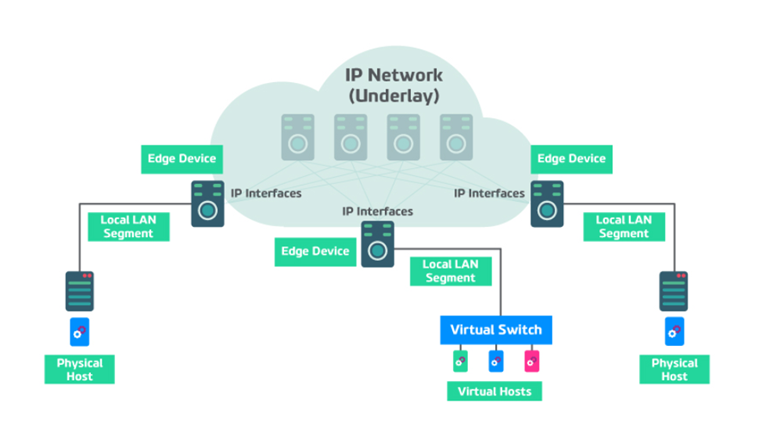 IP Network
(Underlay)
Edge Device
Edge Device
IP Interfaces
IP Interfaces
IP Interfaces
Local LAN
Segment
Local LAN
Segment
Edge Device
Local LAN
Segment
Virtual Switch
Physical
Host
Virtual Hosts
Physical
Host